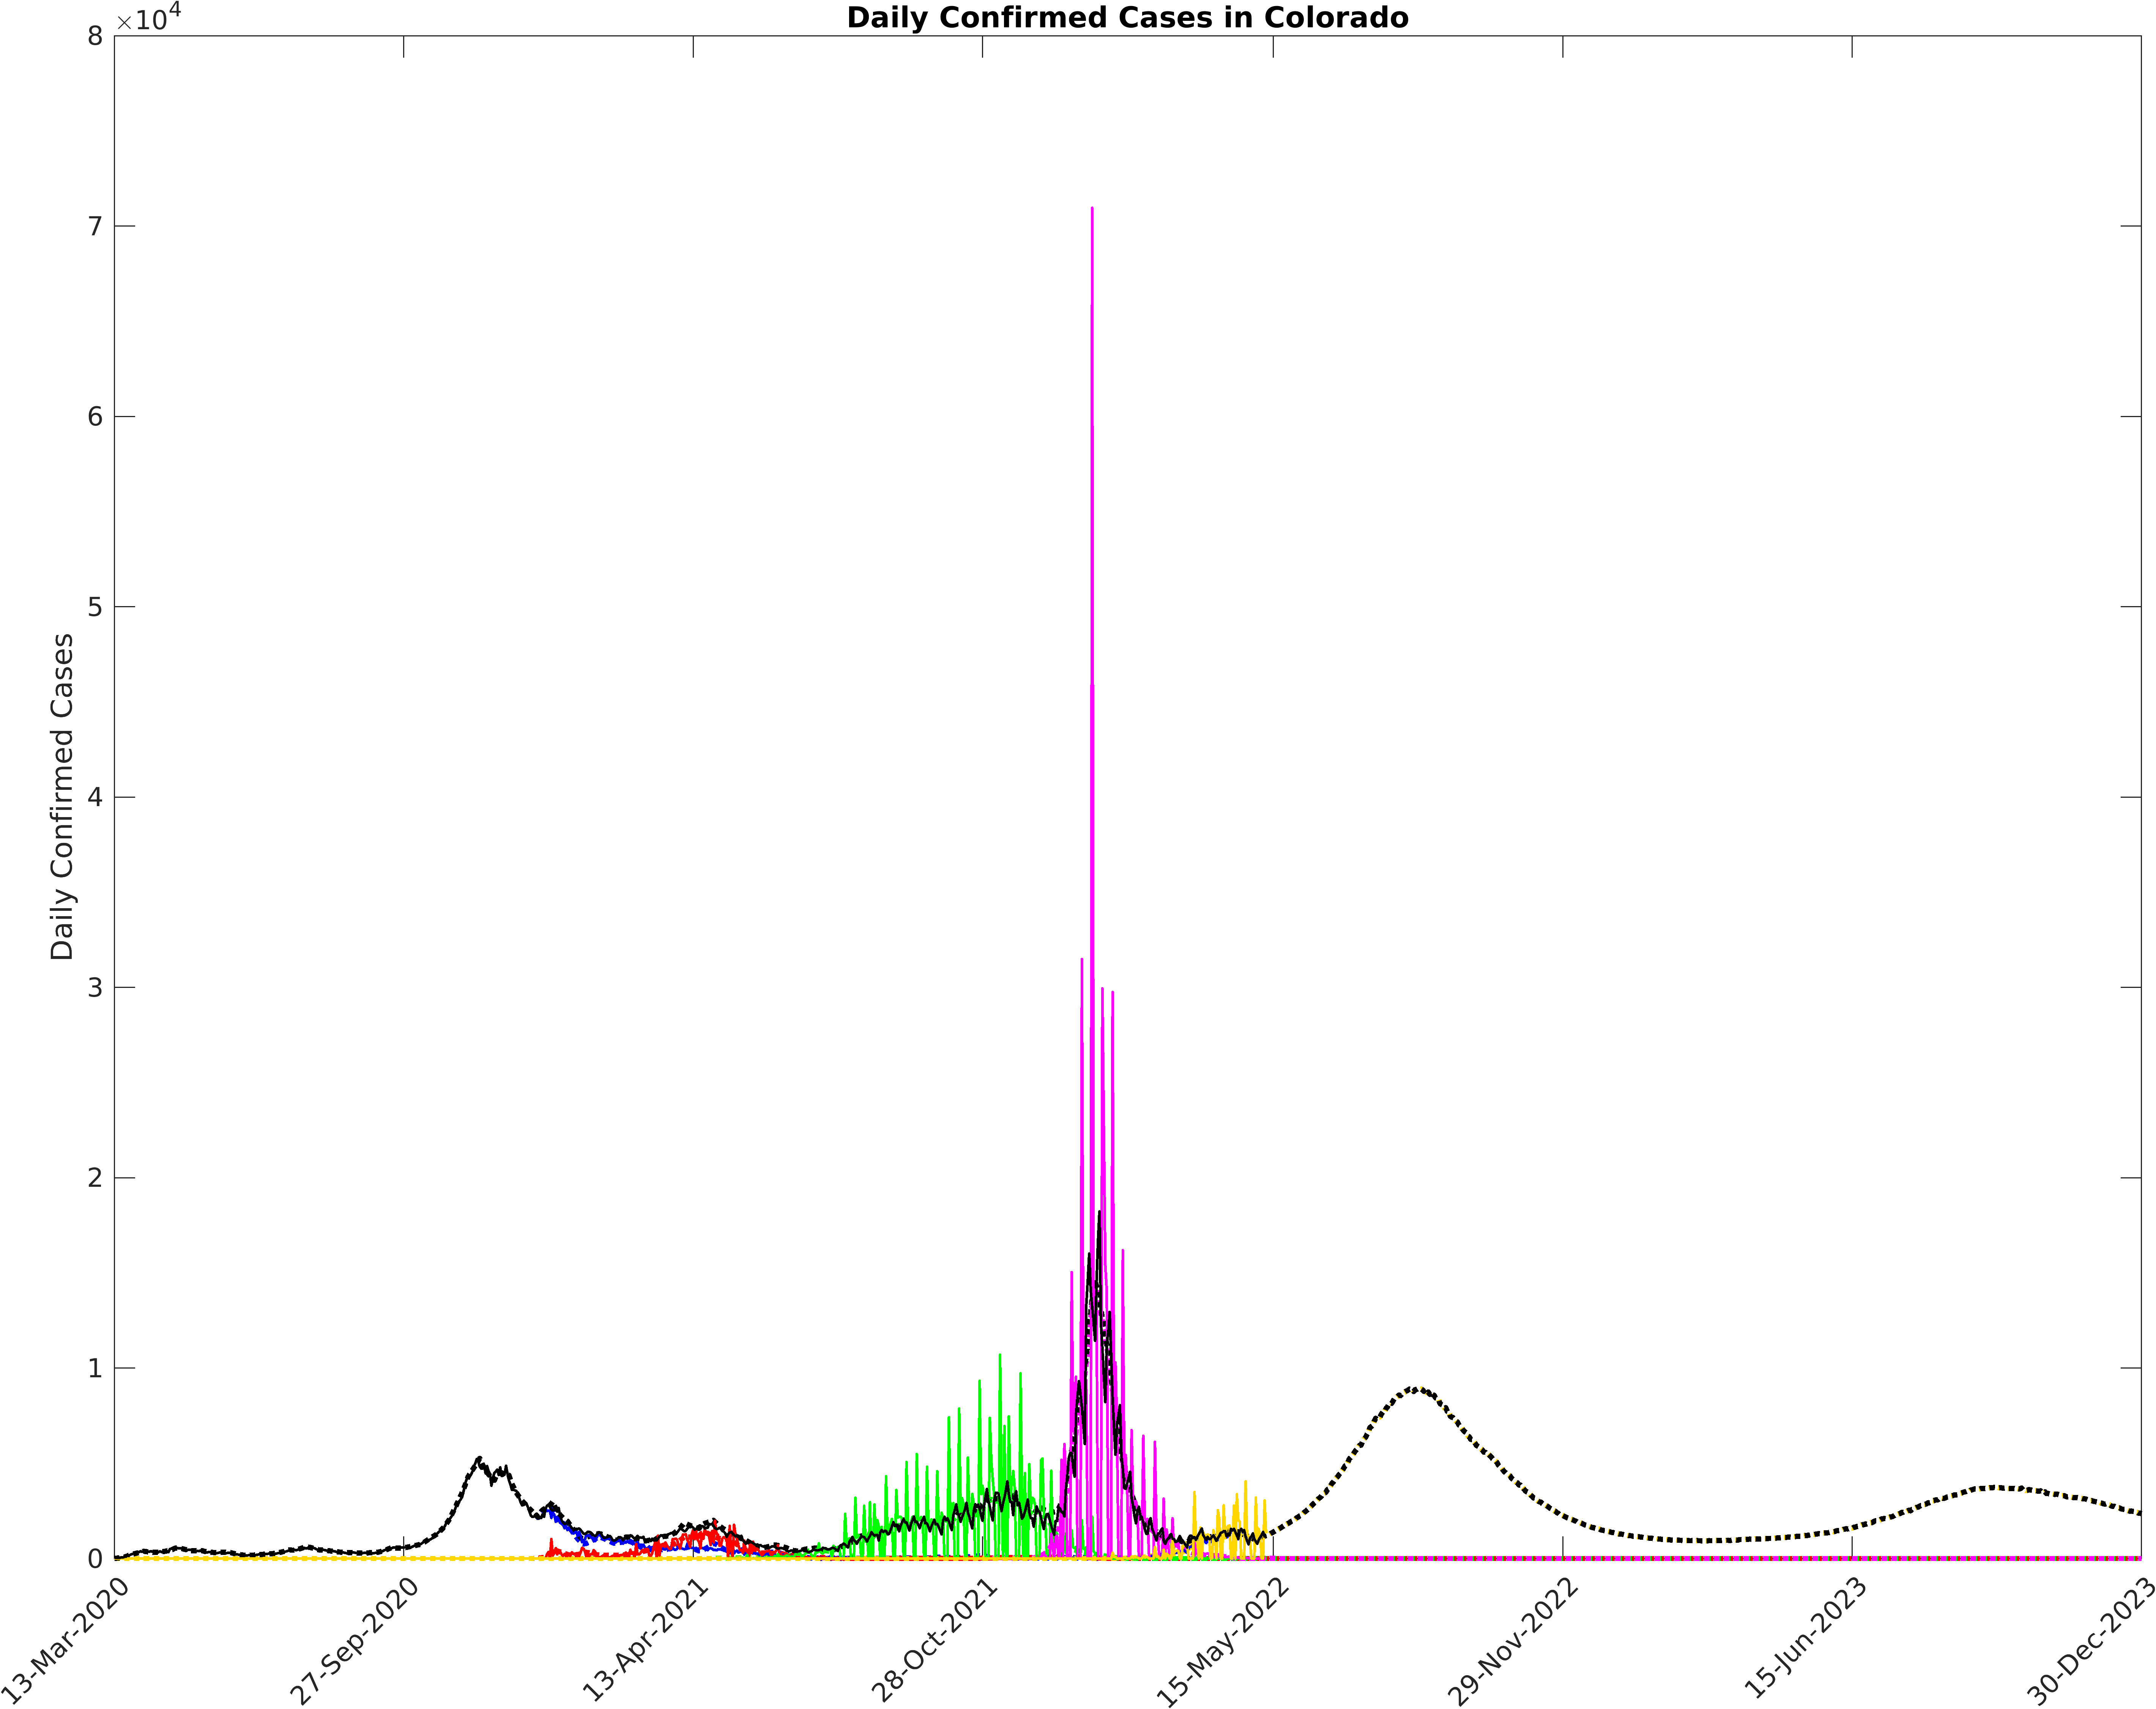 Daily Confirmed Cases in Colorado
×10⁴
8
7
6
5
4
3
2
1
0
Daily Confirmed Cases
13-Mar-2020
27-Sep-2020
13-Apr-2021
28-Oct-2021
15-May-2022
29-Nov-2022
15-Jun-2023
30-Dec-2023